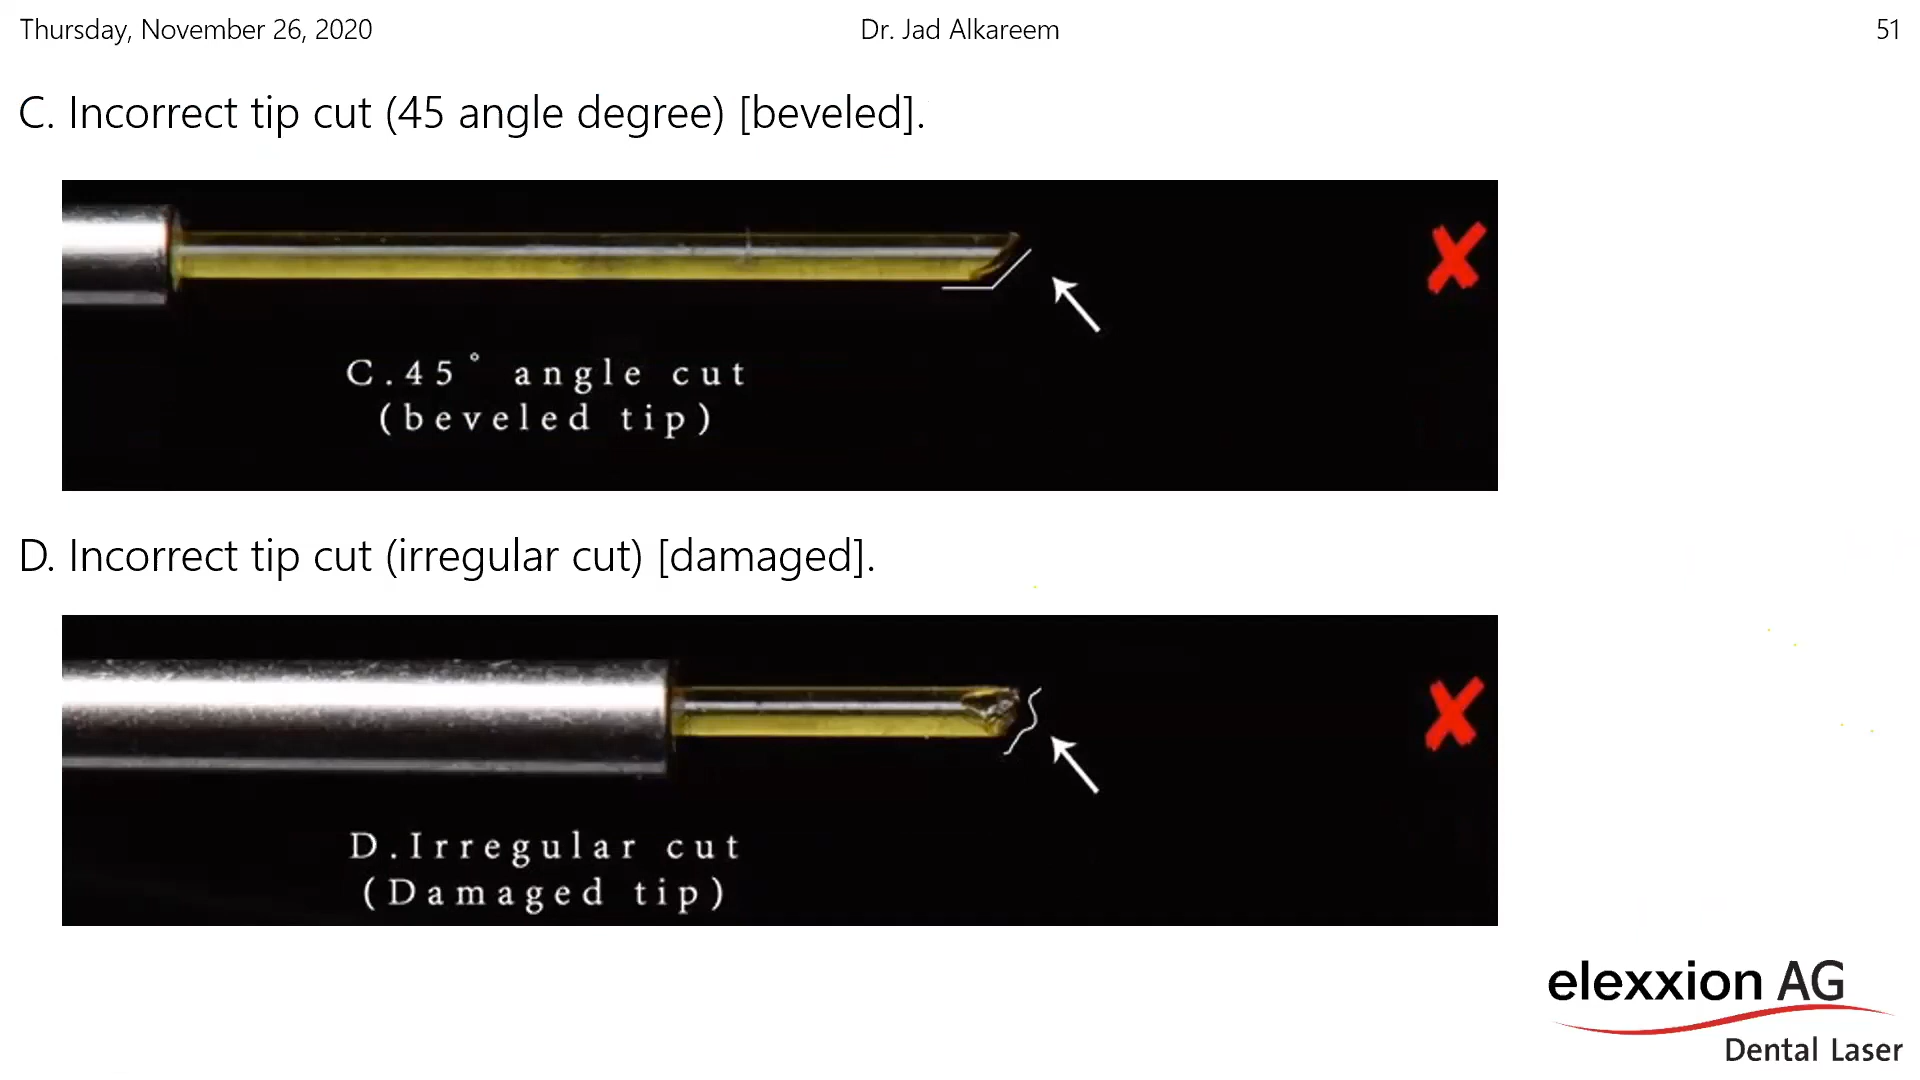 Thursday, November 26, 2020
Dr. Jad Alkareem
51
C. Incorrect tip cut (45 angle degree) [beveled].
C.45° angle cut
(beveled tip)
D. Incorrect tip cut (irregular cut) [damaged].
D.Irregular cut
(Damaged tip)
elexxion AG
Dental Laser